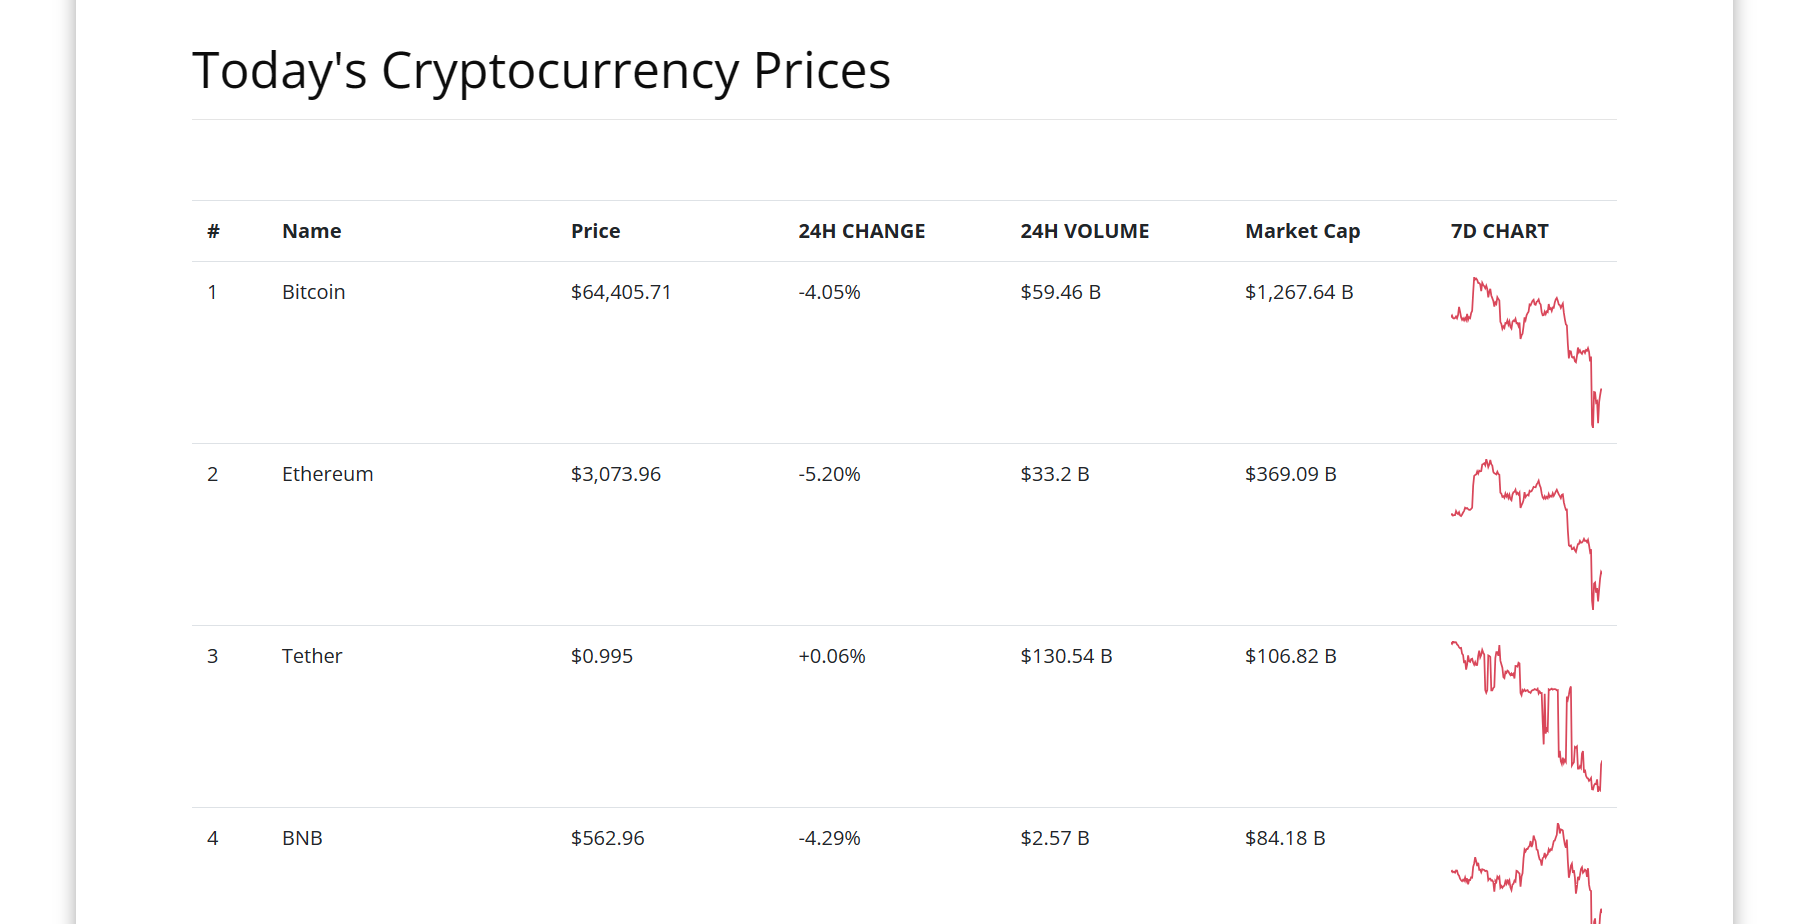 Today's Cryptocurrency Prices
# Name Price 24H CHANGE 24H VOLUME Market Cap 7D CHART
1 Bitcoin $64,405.71 -4.05% $59.46 B $1,267.64 B
2 Ethereum $3,073.96 -5.20% $33.2 B $369.09 B
3 Tether $0.995 +0.06% $130.54 B $106.82 B
4 BNB $562.96 -4.29% $2.57 B $84.18 B